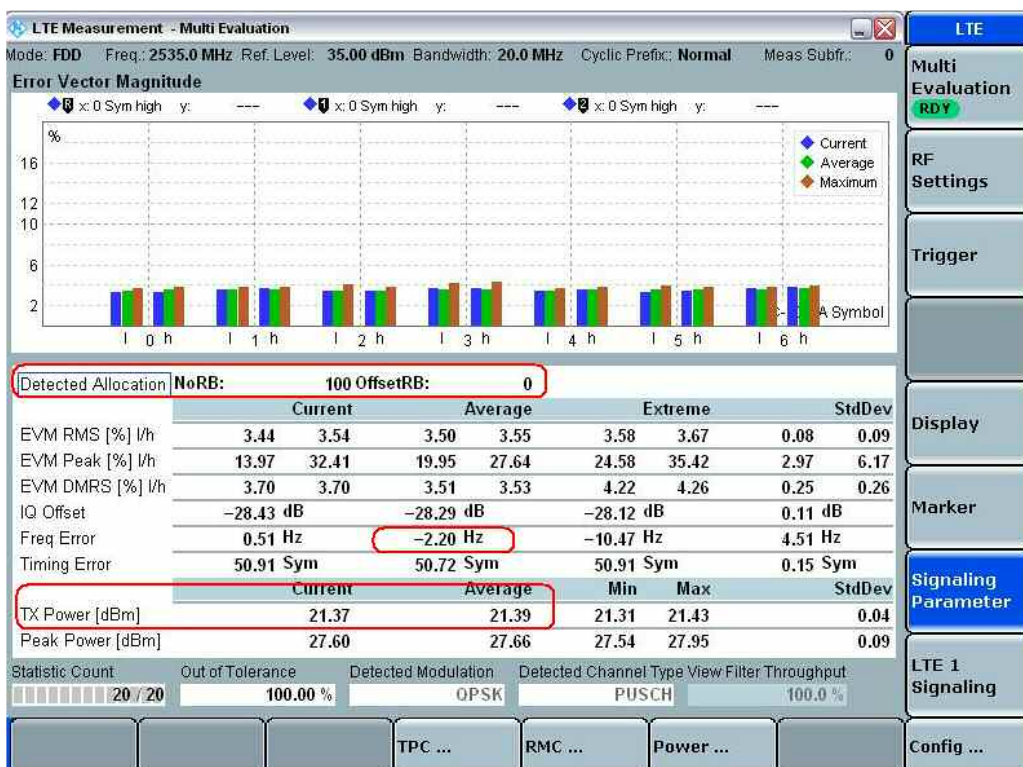 LTE Measurement - Multi Evaluation
LTE
Mode: FDD Freq.: 2535.0 MHz Ref. Level: 35.00 dBm Bandwidth: 20.0 MHz Cyclic Prefix: Normal Meas Subfr.: 0
Error Vector Magnitude
R x: 0 Sym high y: --- 1 x: 0 Sym high y: --- 2 x: 0 Sym high y: ---
%
16
12
10
6
2
Current
Average
Maximum
A Symbol
l 0 h l 1 h l 2 h l 3 h l 4 h l 5 h l 6 h
Detected Allocation NoRB: 100 OffsetRB: 0
Current Average Extreme StdDev
EVM RMS [%] l/h 3.44 3.54 3.50 3.55 3.58 3.67 0.08 0.09
EVM Peak [%] l/h 13.97 32.41 19.95 27.64 24.58 35.42 2.97 6.17
EVM DMRS [%] l/h 3.70 3.70 3.51 3.53 4.22 4.26 0.25 0.26
IQ Offset −28.43 dB −28.29 dB −28.12 dB 0.11 dB
Freq Error 0.51 Hz −2.20 Hz −10.47 Hz 4.51 Hz
Timing Error 50.91 Sym 50.72 Sym 50.91 Sym 0.15 Sym
Current Average Min Max StdDev
TX Power [dBm] 21.37 21.39 21.31 21.43 0.04
Peak Power [dBm] 27.60 27.66 27.54 27.95 0.09
Statistic Count Out of Tolerance Detected Modulation Detected Channel Type View Filter Throughput
20 / 20 100.00 % QPSK PUSCH 100.0 %
TPC ... RMC ... Power ... Config ...
Multi
Evaluation
RDY
RF
Settings
Trigger
Display
Marker
Signaling
Parameter
LTE 1
Signaling